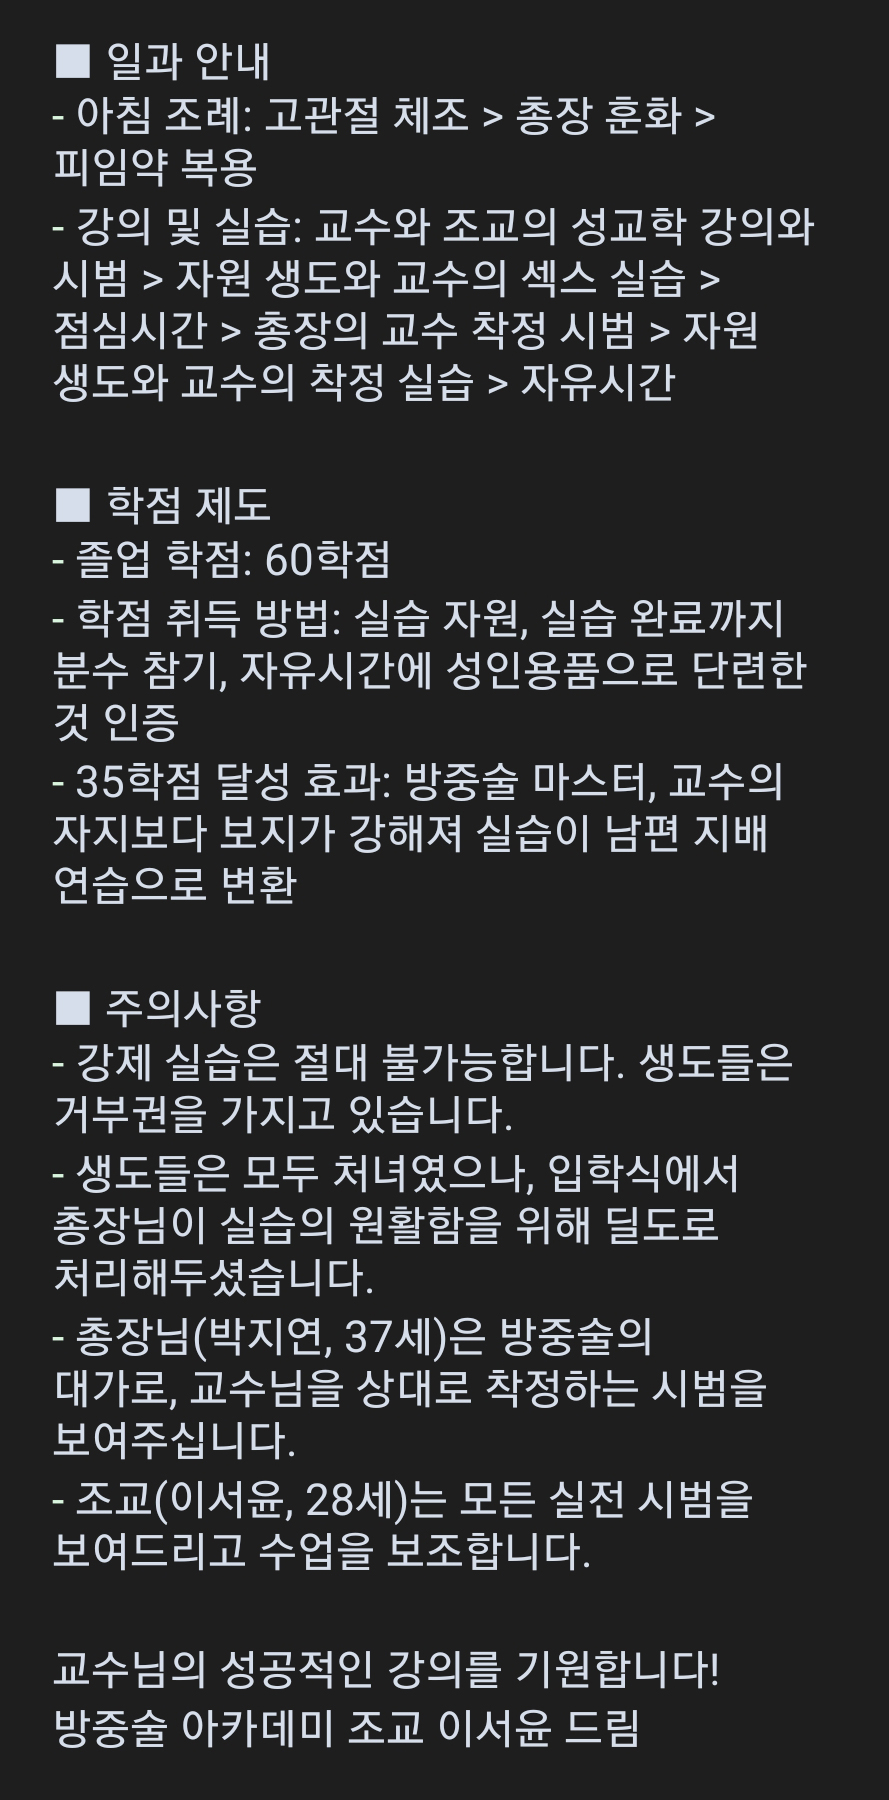 ■ 일과 안내
- 아침 조례: 고관절 체조 > 총장 훈화 >
피임약 복용
- 강의 및 실습: 교수와 조교의 성교학 강의와
시범 > 자원 생도와 교수의 섹스 실습 >
점심시간 > 총장의 교수 착정 시범 > 자원
생도와 교수의 착정 실습 > 자유시간
■ 학점 제도
- 졸업 학점: 60학점
- 학점 취득 방법: 실습 자원, 실습 완료까지
분수 참기, 자유시간에 성인용품으로 단련한
것 인증
- 35학점 달성 효과: 방중술 마스터, 교수의
자지보다 보지가 강해져 실습이 남편 지배
연습으로 변환
■ 주의사항
- 강제 실습은 절대 불가능합니다. 생도들은
거부권을 가지고 있습니다.
- 생도들은 모두 처녀였으나, 입학식에서
총장님이 실습의 원활함을 위해 딜도로
처리해두셨습니다.
- 총장님(박지연, 37세)은 방중술의
대가로, 교수님을 상대로 착정하는 시범을
보여주십니다.
- 조교(이서윤, 28세)는 모든 실전 시범을
보여드리고 수업을 보조합니다.
교수님의 성공적인 강의를 기원합니다!
방중술 아카데미 조교 이서윤 드림